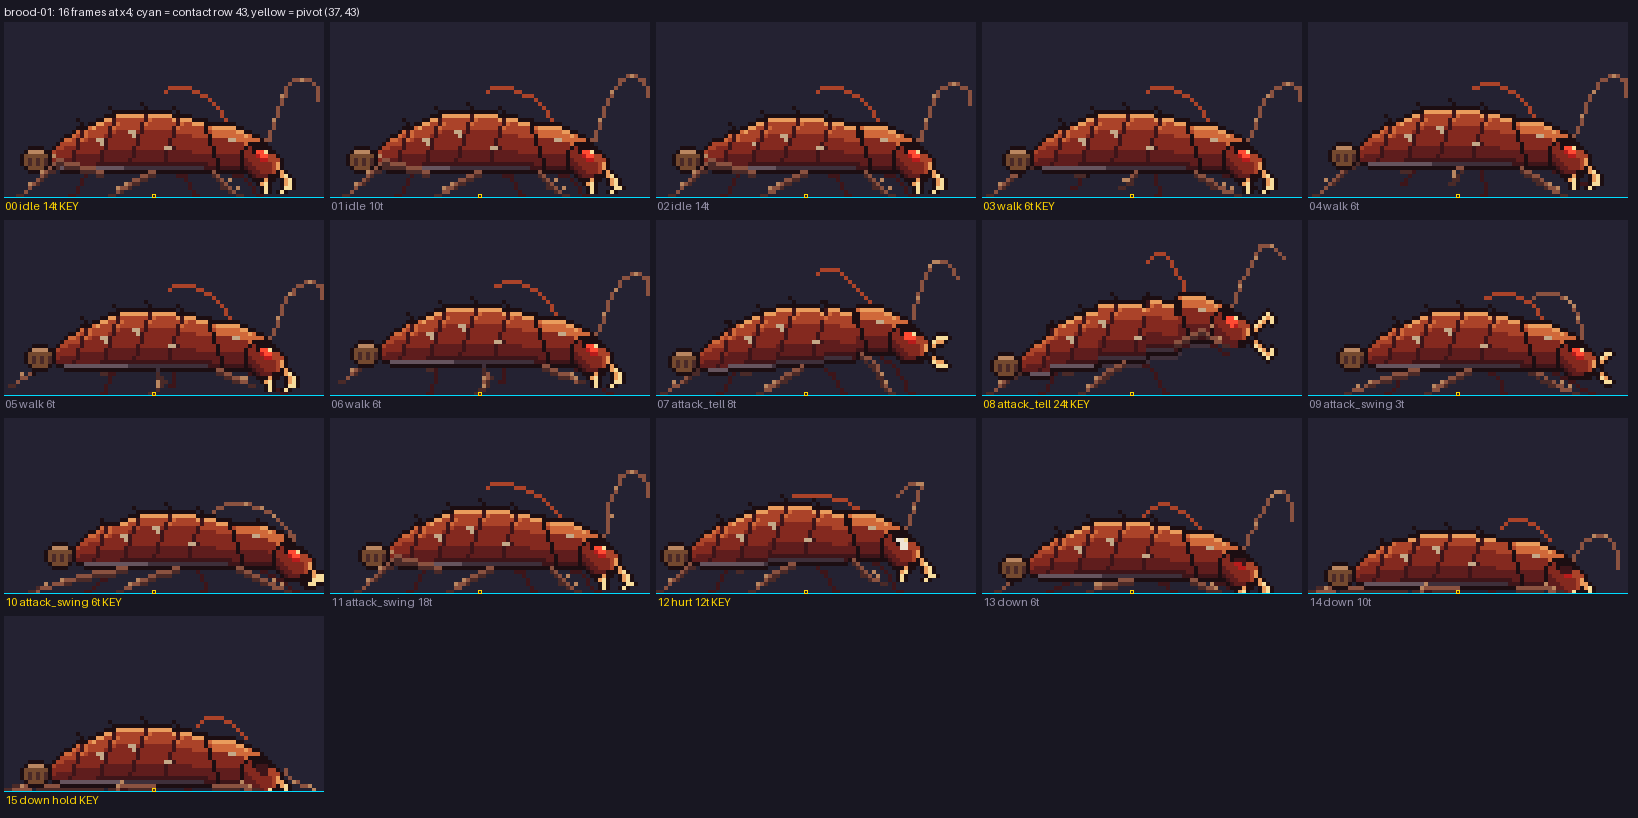 brood-01: 16 frames at x4; cyan = contact row 43, yellow = pivot (37, 43)
00 idle 14t KEY
01 idle 10t
02 idle 14t
03 walk 6t KEY
04 walk 6t
05 walk 6t
06 walk 6t
07 attack_tell 8t
08 attack_tell 24t KEY
09 attack_swing 3t
10 attack_swing 6t KEY
11 attack_swing 18t
12 hurt 12t KEY
13 down 6t
14 down 10t
15 down hold KEY